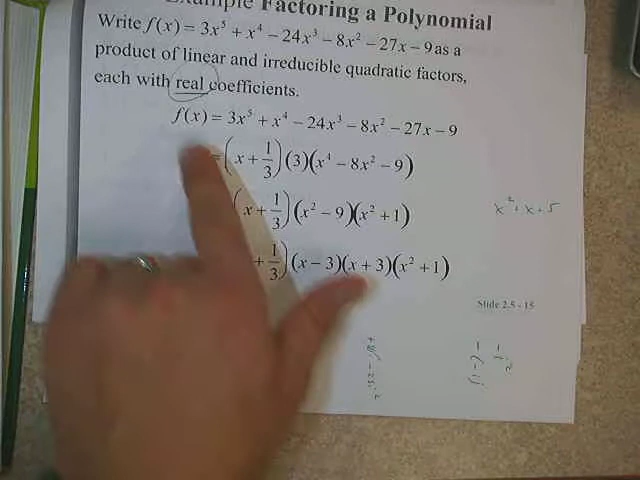 Example Factoring a Polynomial
Write f(x) = 3x⁵ + x⁴ − 24x³ − 8x² − 27x − 9 as a
product of linear and irreducible quadratic factors,
each with real coefficients.
f(x) = 3x⁵ + x⁴ − 24x³ − 8x² − 27x − 9
= (x + 1/3)(3)(x⁴ − 8x² − 9)
(x + 1/3)(x² − 9)(x² + 1)
x² + x + 5
+ 1/3)(x − 3)(x + 3)(x² + 1)
Slide 2.5 - 15